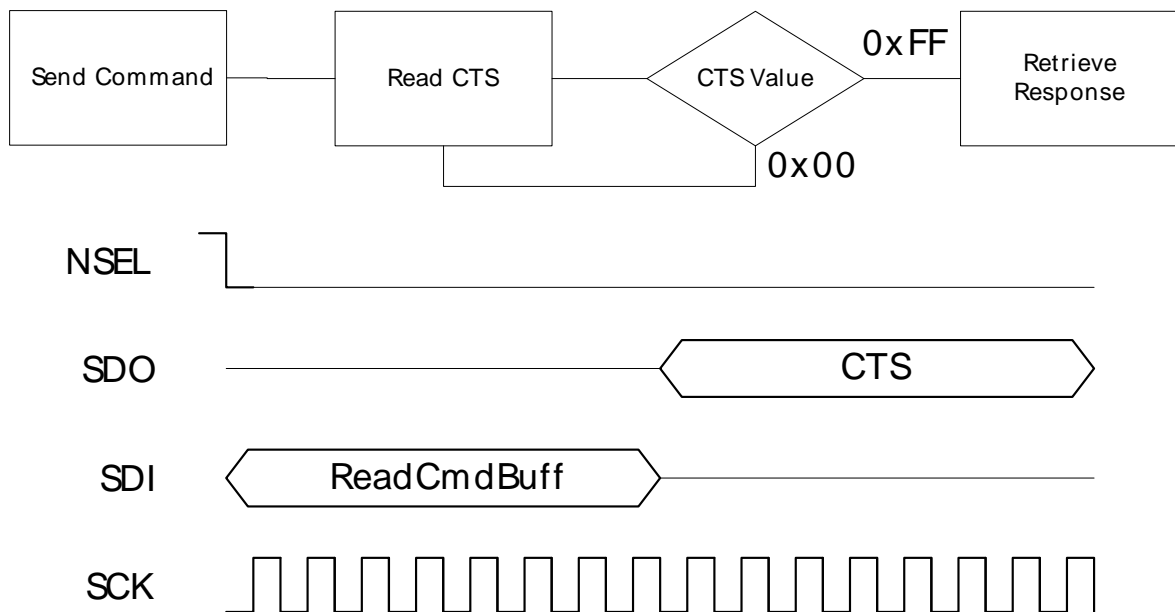 Send Command
Read CTS
CTS Value
0xFF
Retrieve
Response
0x00
NSEL
SDO
CTS
SDI
ReadCmdBuff
SCK